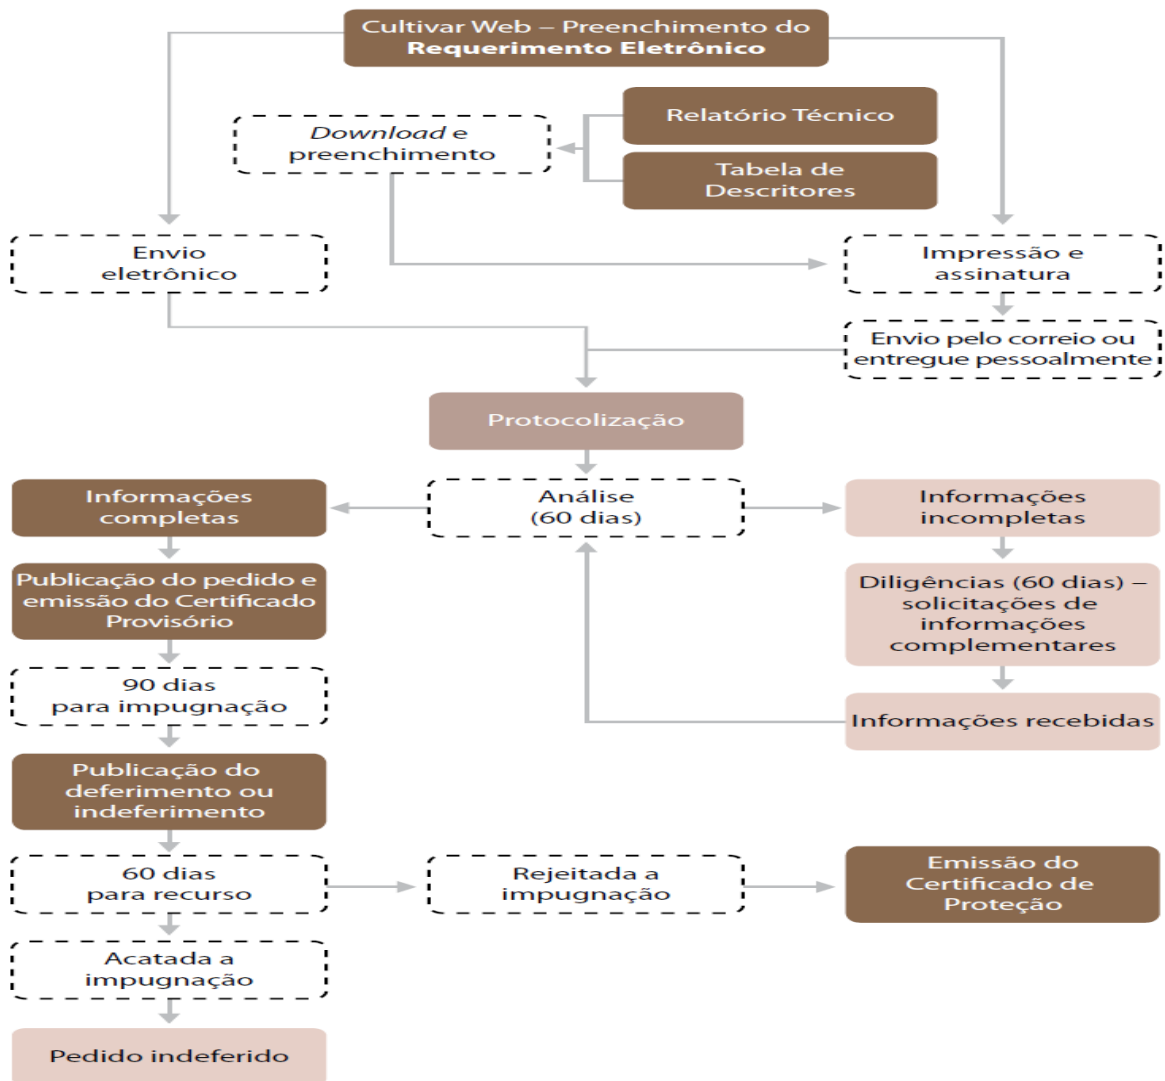 Cultivar Web – Preenchimento do
Requerimento Eletrônico
Relatório Técnico
Download e
preenchimento
Tabela de
Descritores
Envio
eletrônico
Impressão e
assinatura
Envio pelo correio ou
entregue pessoalmente
Protocolização
Informações
completas
Análise
(60 dias)
Informações
incompletas
Publicação do pedido e
emissão do Certificado
Provisório
Diligências (60 dias) –
solicitações de
informações
complementares
90 dias
para impugnação
Informações recebidas
Publicação do
deferimento ou
indeferimento
60 dias
para recurso
Rejeitada a
impugnação
Emissão do
Certificado de
Proteção
Acatada a
impugnação
Pedido indeferido